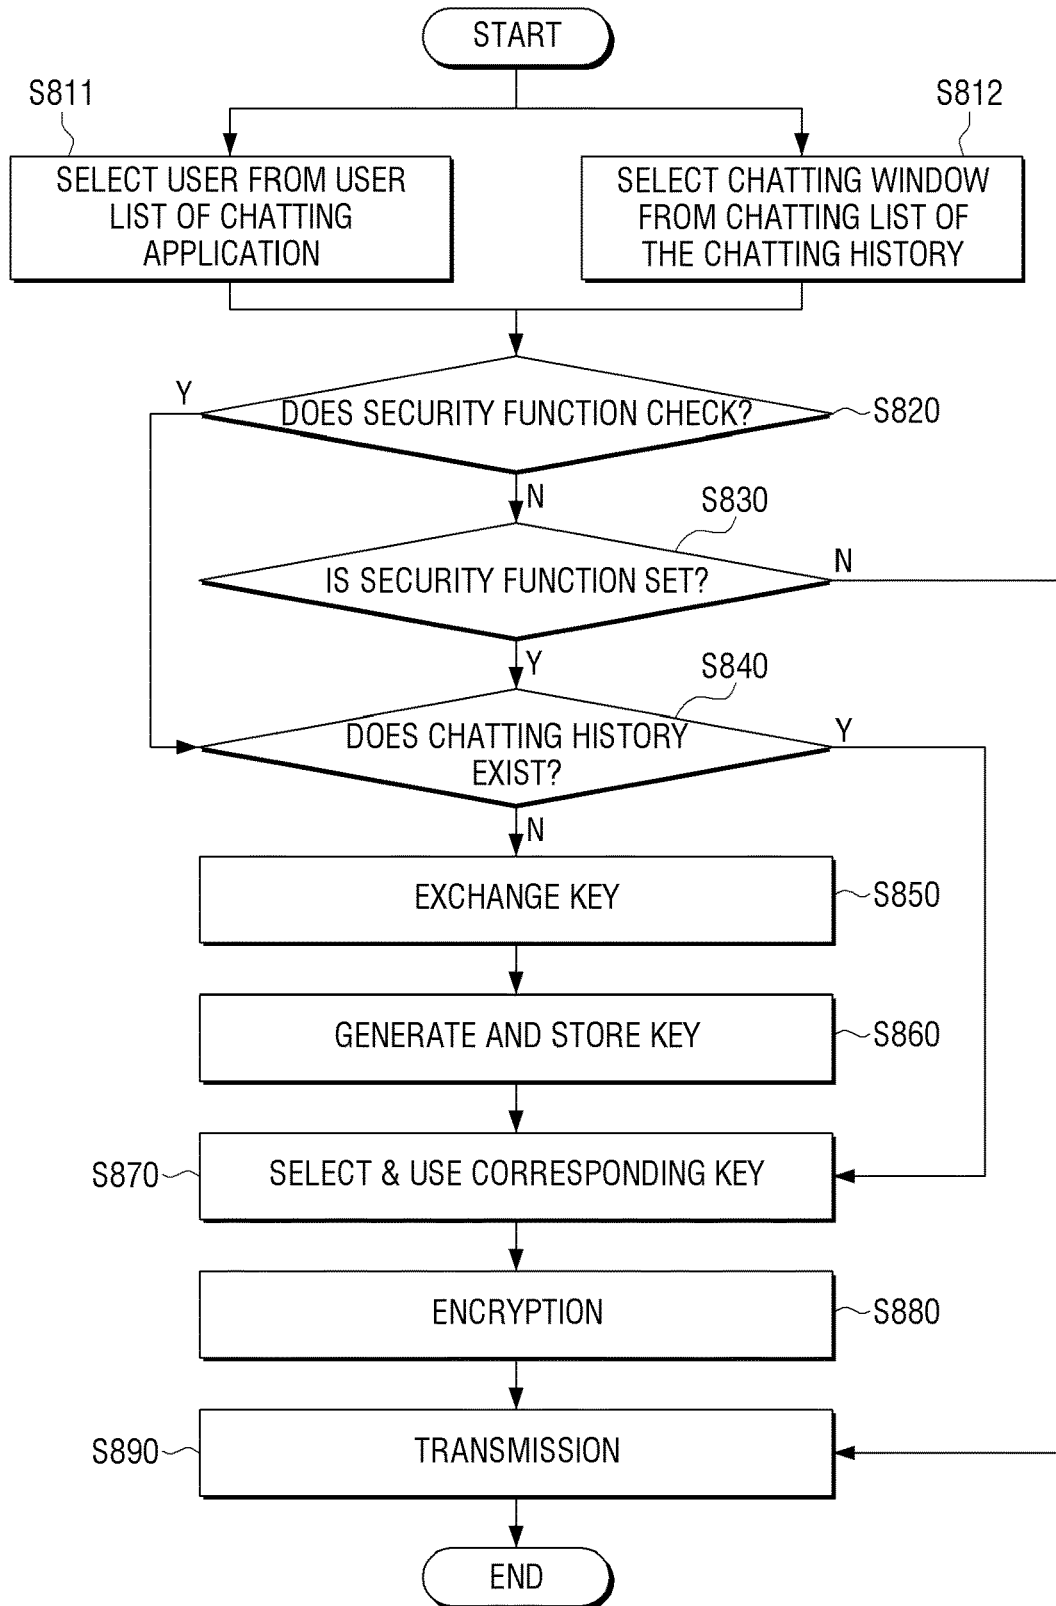 START
S811
S812
SELECT USER FROM USER
LIST OF CHATTING
APPLICATION
SELECT CHATTING WINDOW
FROM CHATTING LIST OF
THE CHATTING HISTORY
Y
DOES SECURITY FUNCTION CHECK?
S820
N
S830
IS SECURITY FUNCTION SET?
N
Y
S840
DOES CHATTING HISTORY
EXIST?
Y
N
EXCHANGE KEY
S850
GENERATE AND STORE KEY
S860
S870
SELECT & USE CORRESPONDING KEY
ENCRYPTION
S880
S890
TRANSMISSION
END